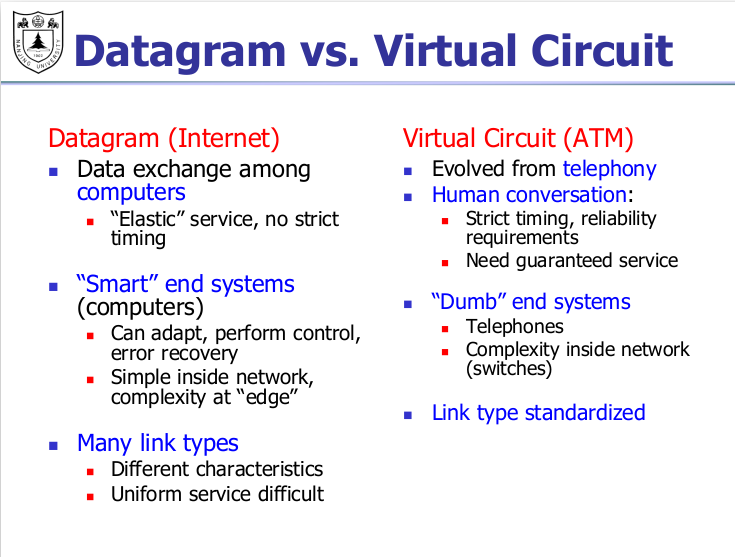 NANJING UNIVERSITY
1902
Datagram vs. Virtual Circuit
Datagram (Internet)
Data exchange among
computers
“Elastic” service, no strict
timing
“Smart” end systems
(computers)
Can adapt, perform control,
error recovery
Simple inside network,
complexity at “edge”
Many link types
Different characteristics
Uniform service difficult
Virtual Circuit (ATM)
Evolved from telephony
Human conversation:
Strict timing, reliability
requirements
Need guaranteed service
“Dumb” end systems
Telephones
Complexity inside network
(switches)
Link type standardized